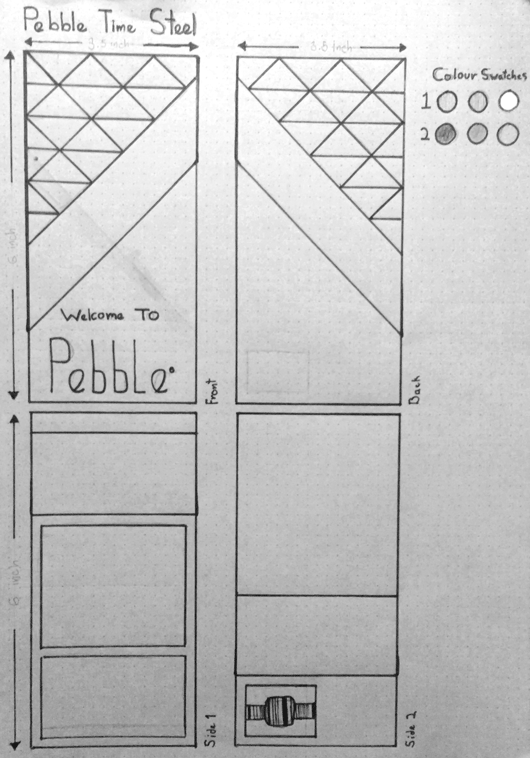 Pebble Time Steel
3.5 inch
3.5 inch
Colour Swatches
1
2
6 inch
Welcome To
Pebble
Front
Back
6 inch
Side 1
Side 2